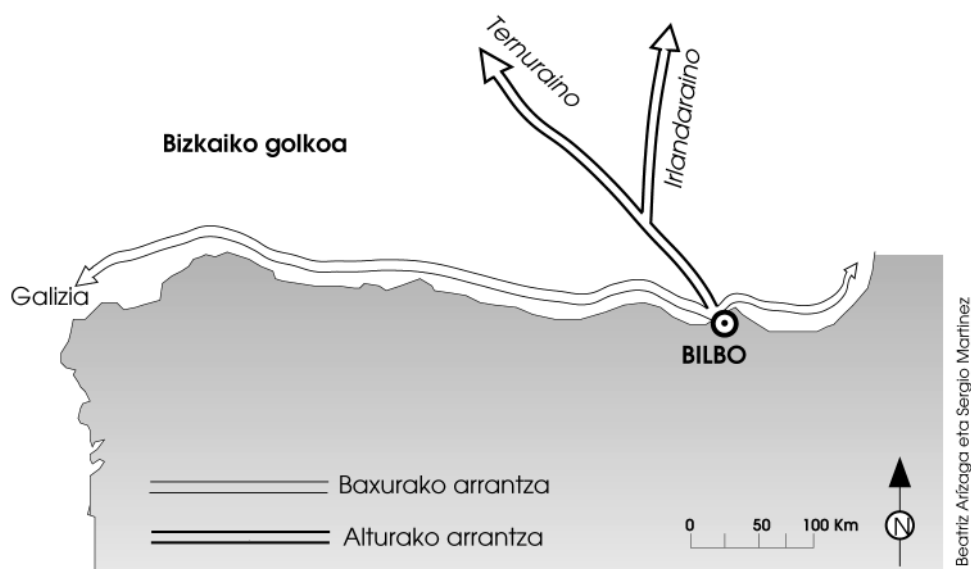 Ternuraino
Irlandaraino
Bizkaiko golkoa
Galizia
BILBO
Baxurako arrantza
Alturako arrantza
0 50 100 Km
N
Beatriz Arizaga eta Sergio Martinez